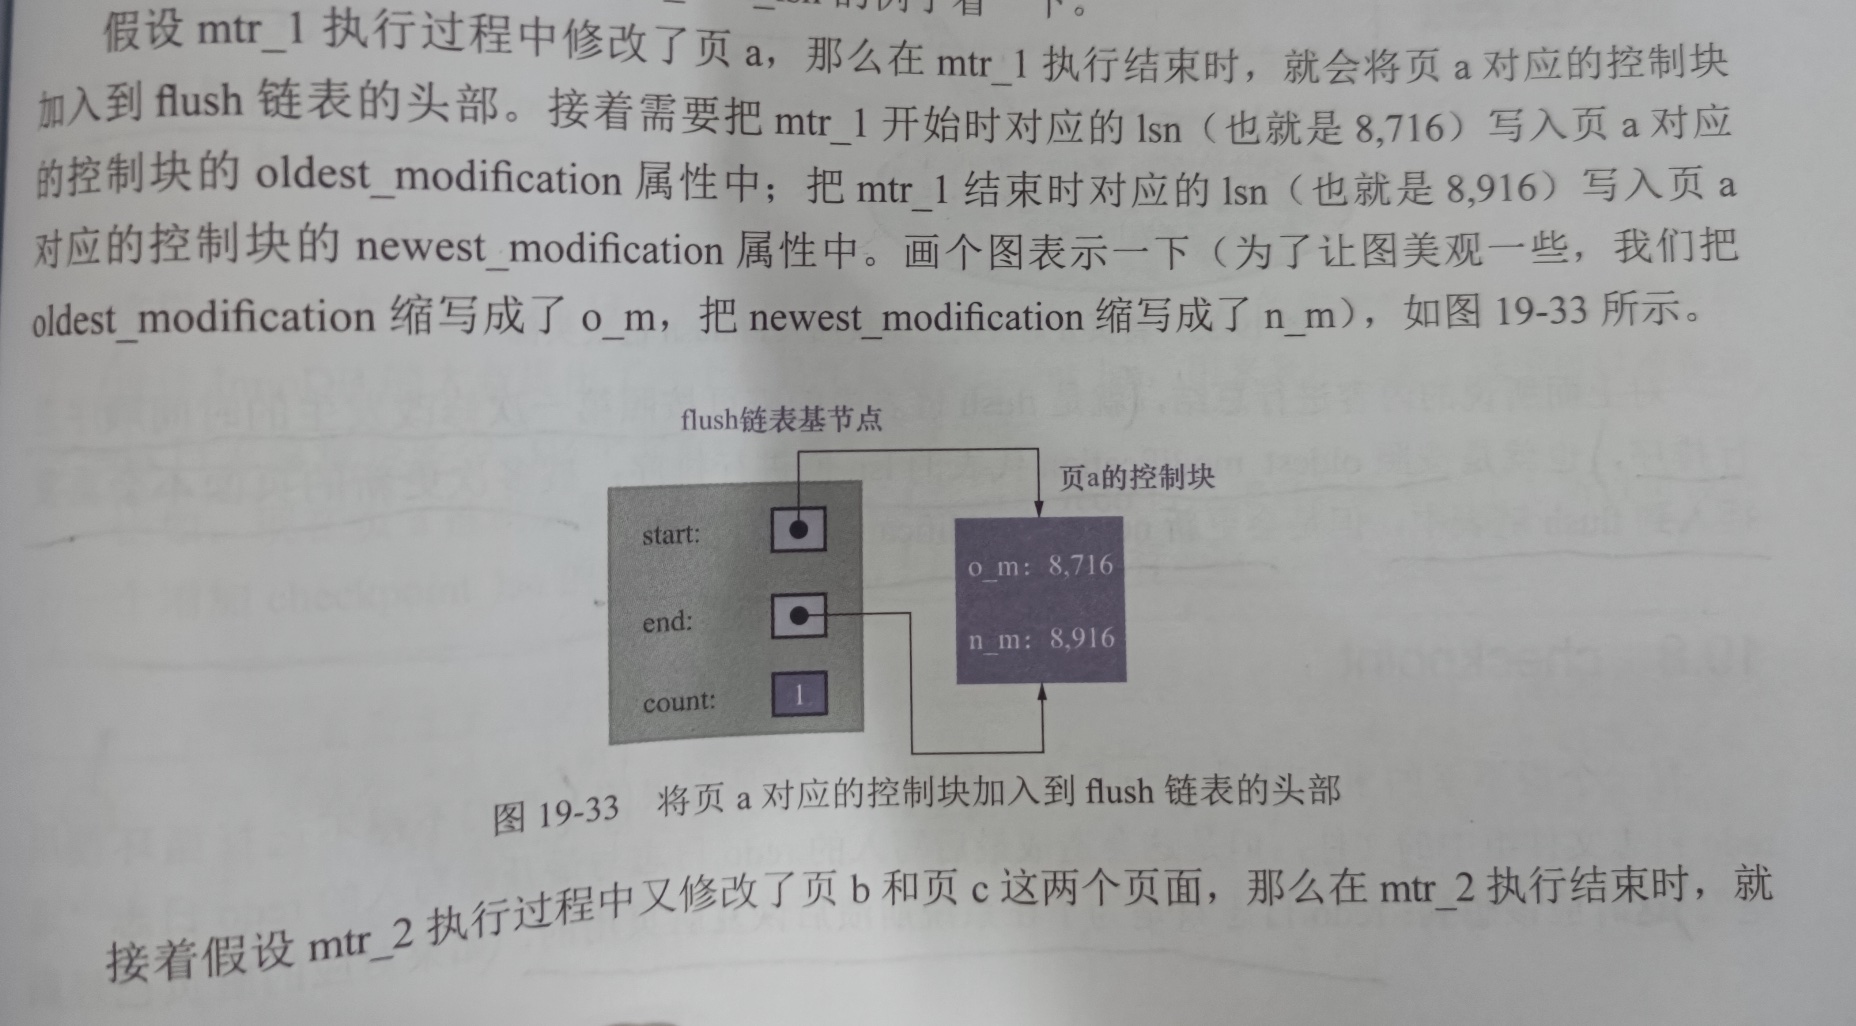 假设 mtr_1 执行过程中修改了页 a，那么在 mtr_1 执行结束时，就会将页 a 对应的控制块
加入到 flush 链表的头部。接着需要把 mtr_1 开始时对应的 lsn（也就是 8,716）写入页 a 对应
的控制块的 oldest_modification 属性中；把 mtr_1 结束时对应的 lsn（也就是 8,916）写入页 a
对应的控制块的 newest_modification 属性中。画个图表示一下（为了让图美观一些，我们把
oldest_modification 缩写成了 o_m，把 newest_modification 缩写成了 n_m），如图 19-33 所示。
flush链表基节点
页a的控制块
start:
o_m: 8,716
end:
n_m: 8,916
count: 1
图 19-33 将页 a 对应的控制块加入到 flush 链表的头部
接着假设 mtr_2 执行过程中又修改了页 b 和页 c 这两个页面，那么在 mtr_2 执行结束时，就